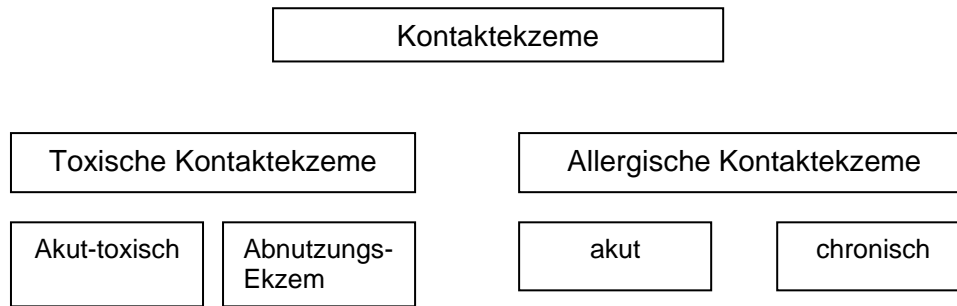 Kontaktekzeme
Toxische Kontaktekzeme
Allergische Kontaktekzeme
Akut-toxisch
Abnutzungs-
Ekzem
akut
chronisch